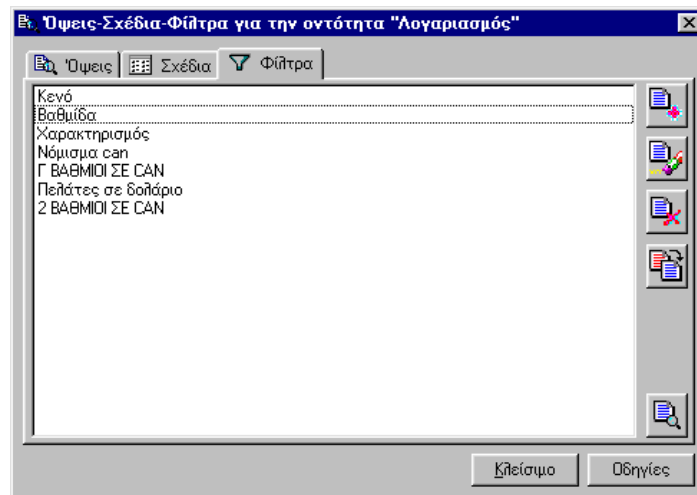 Όψεις-Σχέδια-Φίλτρα για την οντότητα "Λογαριασμός"
Όψεις Σχέδια Φίλτρα
Κενό
Βαθμίδα
Χαρακτηρισμός
Νόμισμα can
Γ ΒΑΘΜΙΟΙ ΣΕ CAN
Πελάτες σε δολάριο
2 ΒΑΘΜΙΟΙ ΣΕ CAN
Κλείσιμο Οδηγίες